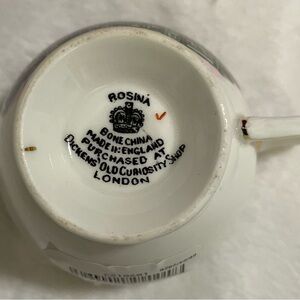 ROSINA
BONE CHINA
MADE IN ENGLAND
PURCHASED AT
DICKENS' OLD CURIOSITY SHOP
LONDON